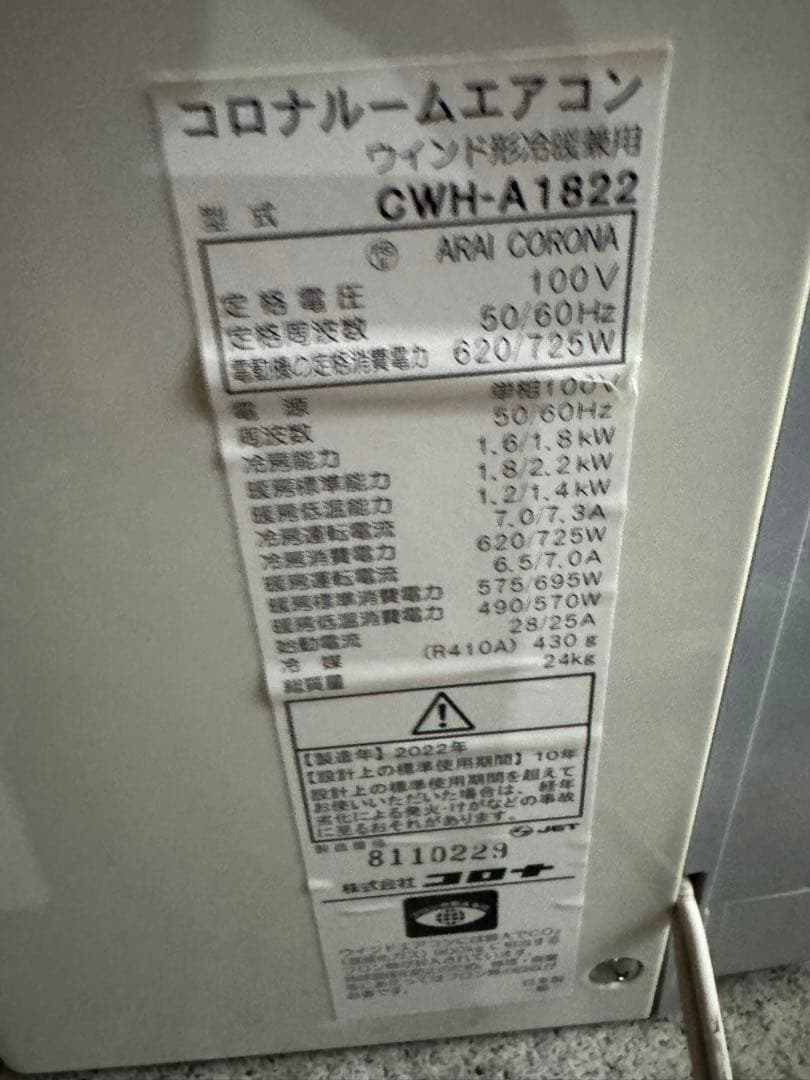 コロナルームエアコン
ウインド形冷暖兼用
型式 CWH-A1822
ARAI CORONA
定格電圧 100V
定格周波数 50/60Hz
電動機の定格消費電力 620/725W
電源 単相100V
周波数 50/60Hz
冷房能力 1.6/1.8kW
暖房標準能力 1.8/2.2kW
暖房低温能力 1.2/1.4kW
冷房運転電流 7.0/7.3A
冷房消費電力 620/725W
暖房運転電流 6.5/7.0A
暖房標準消費電力 575/695W
暖房低温消費電力 490/570W
始動電流 28/25A
冷媒 (R410A) 430g
総質量 24kg
【製造年】2022年
【設計上の標準使用期間】10年
設計上の標準使用期間を超えて
お使いいただいた場合は、経年
劣化による発火・けがなどの事故
に至るおそれがあります。
JET
製造番号
8110229
株式会社 コロナ